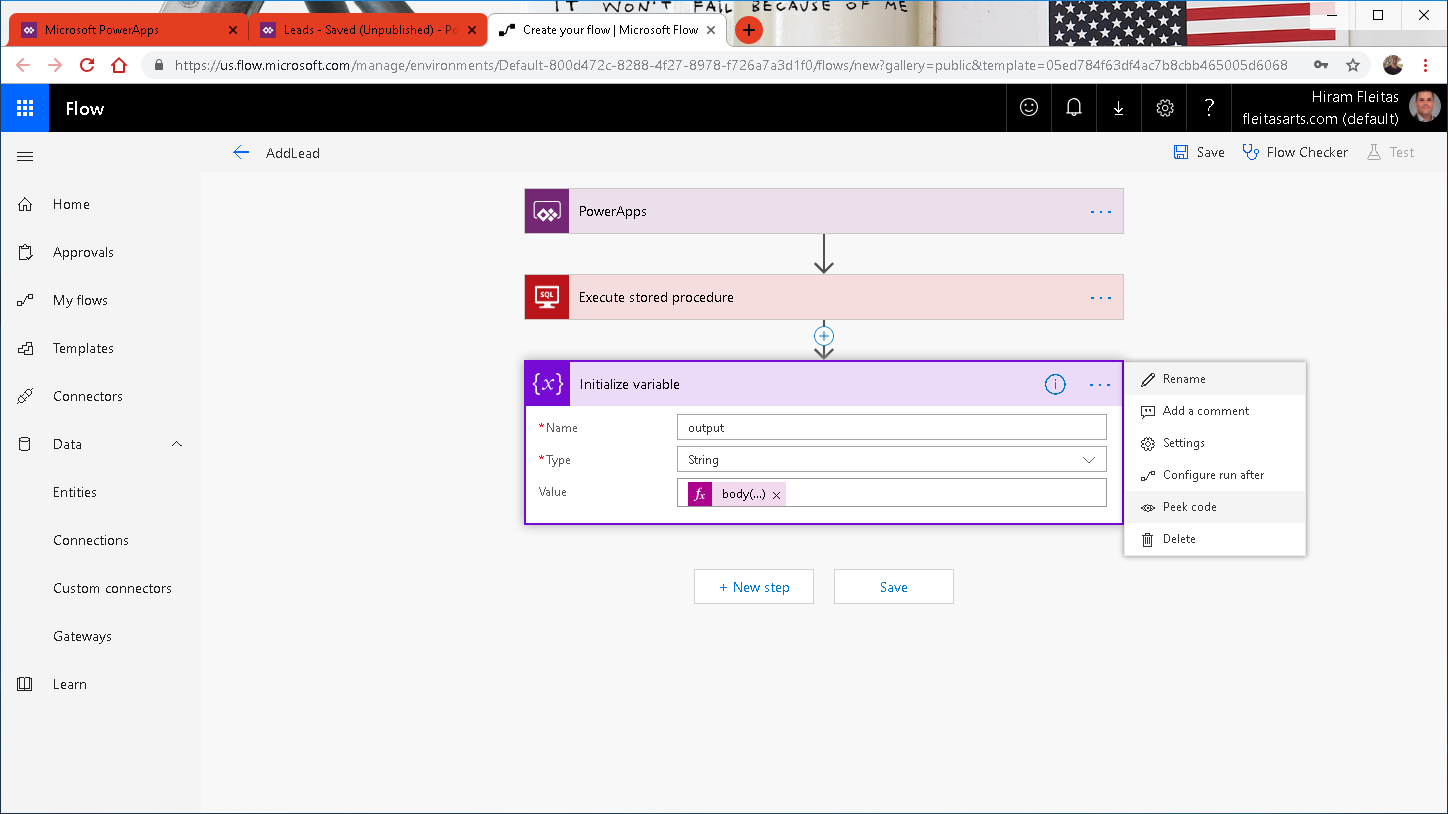 IT WON'T FAIL BECAUSE OF ME
Microsoft PowerApps
Leads - Saved (Unpublished) - Po
Create your flow | Microsoft Flow
https://us.flow.microsoft.com/manage/environments/Default-800d472c-8288-4f27-8978-f726a7a3d1f0/flows/new?gallery=public&template=05ed784f63df4ac7b8cbb465005d6068
Flow
?
Hiram Fleitas
fleitasarts.com (default)
AddLead
Save
Flow Checker
Test
Home
Approvals
My flows
Templates
Connectors
Data
Entities
Connections
Custom connectors
Gateways
Learn
PowerApps
SQL
Execute stored procedure
{x}
Initialize variable
*Name
output
*Type
String
Value
fx
body(...)
Rename
Add a comment
Settings
Configure run after
Peek code
Delete
+ New step
Save